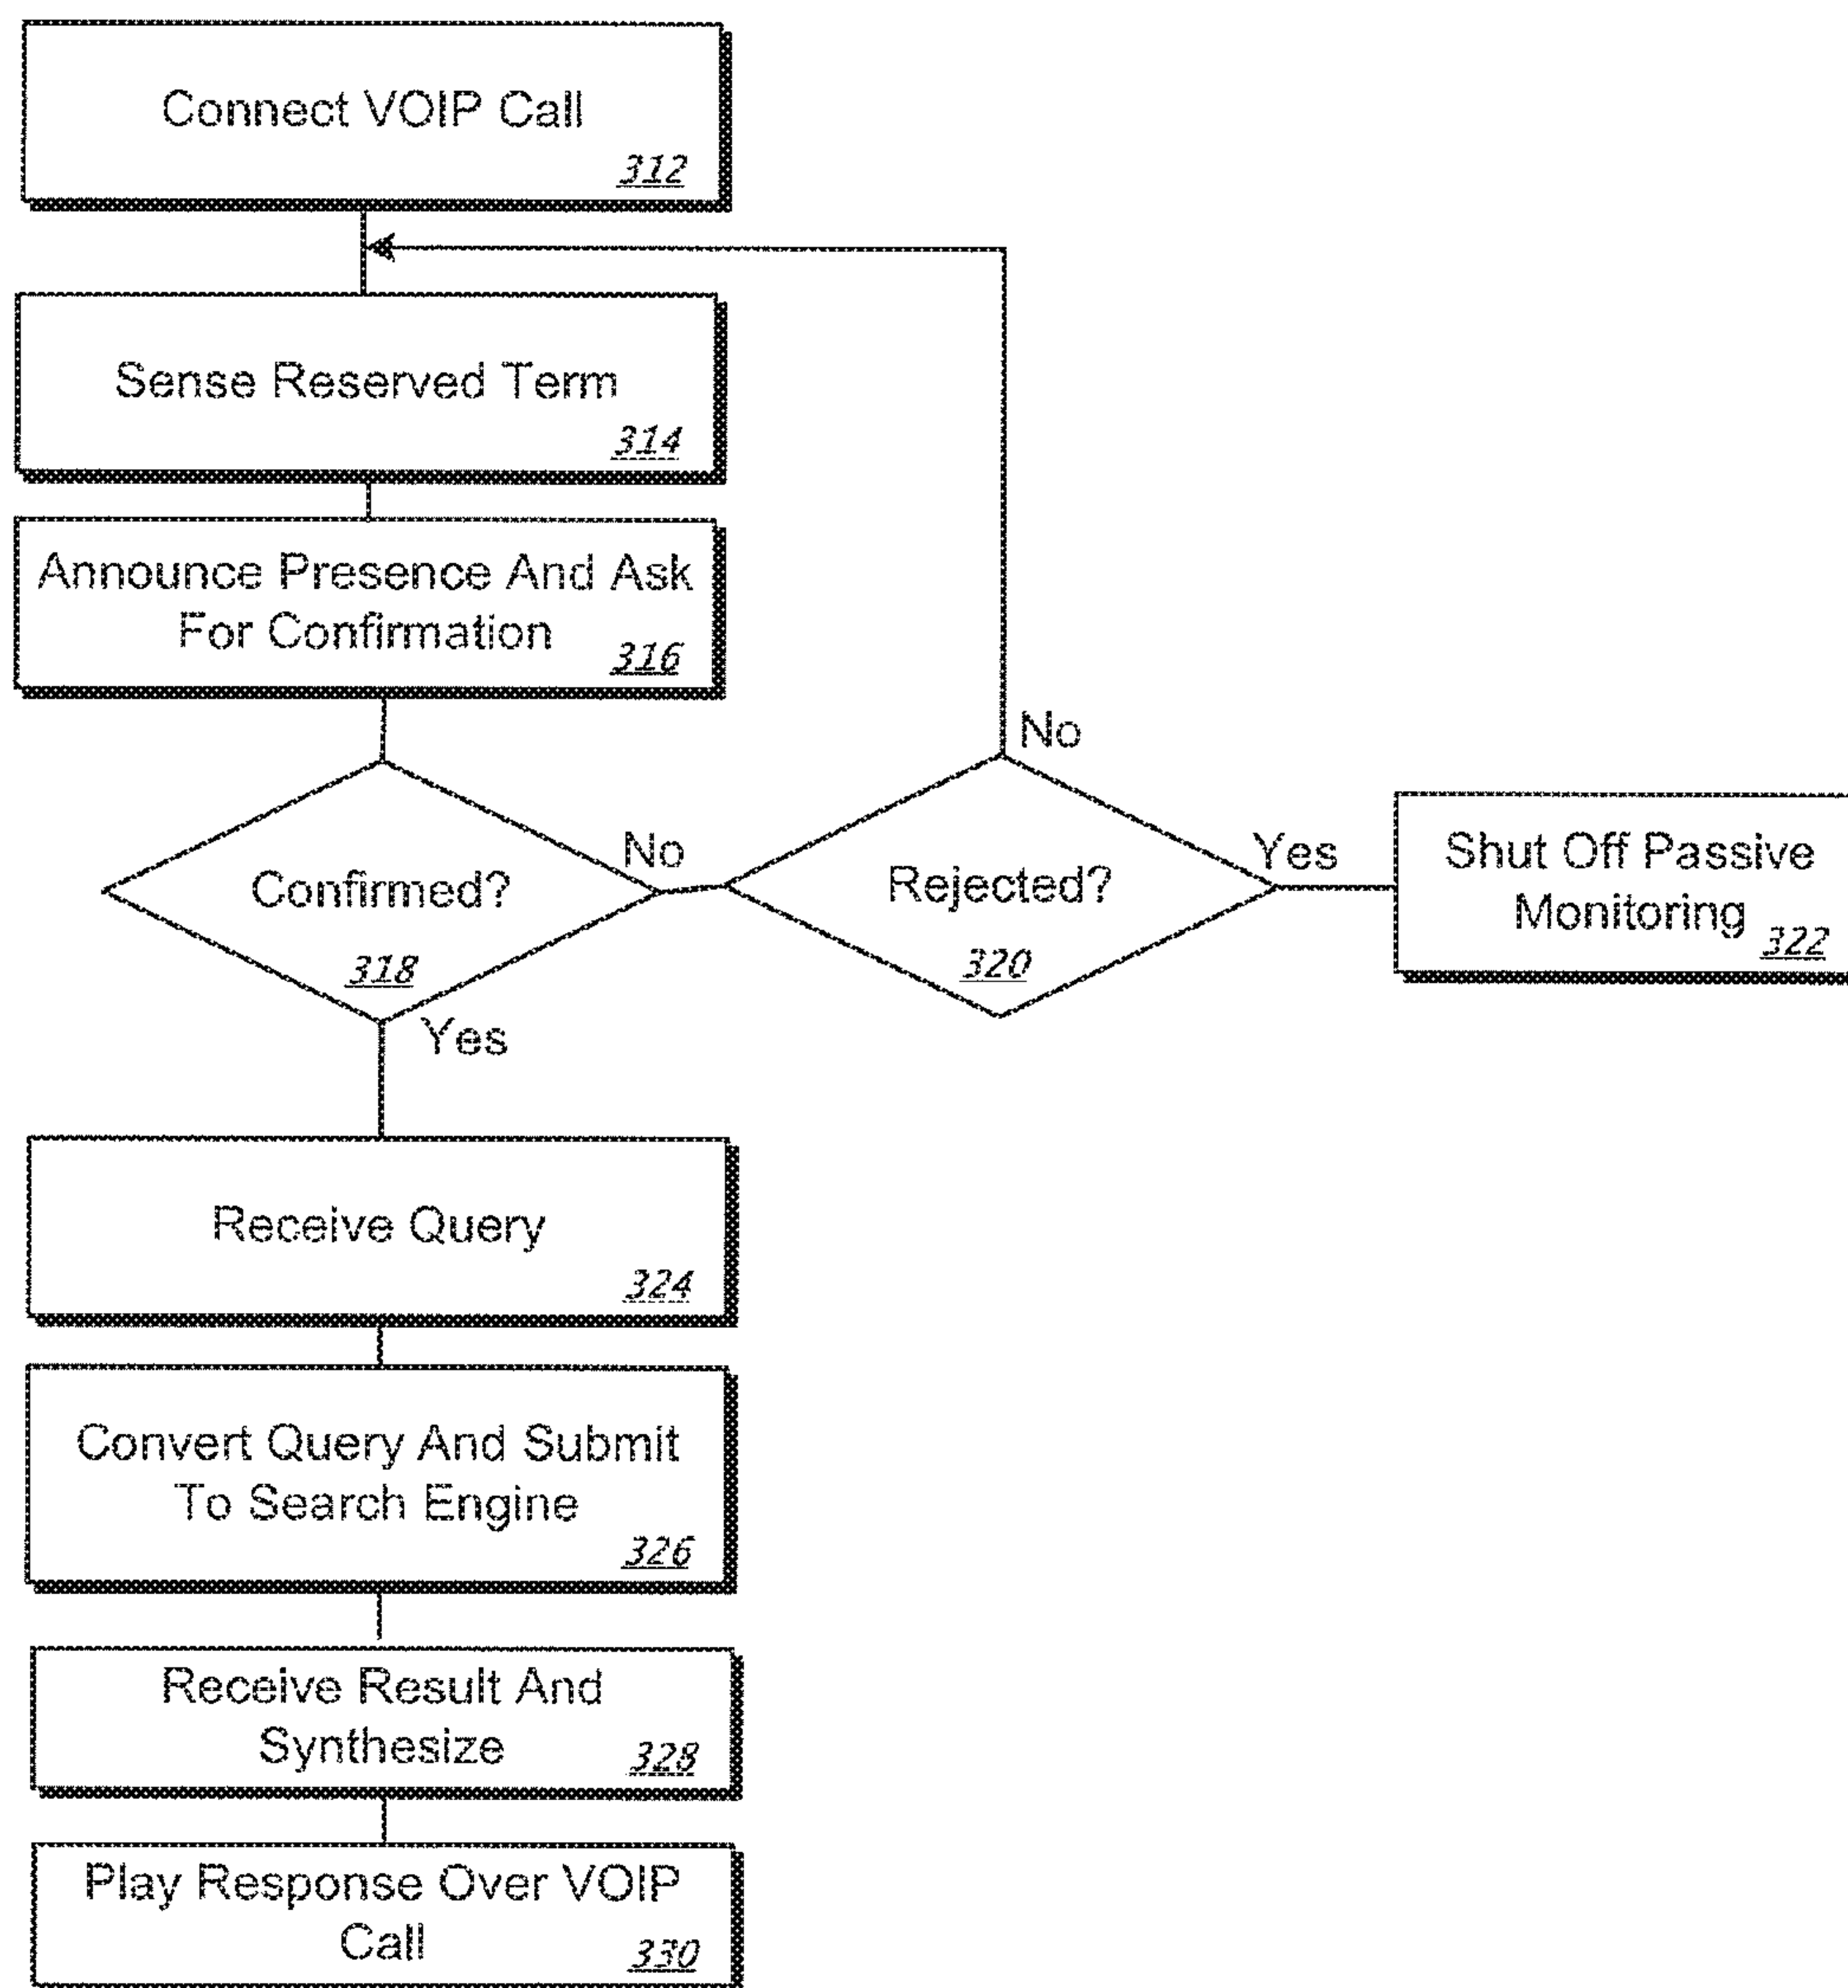 Connect VOIP Call
312
Sense Reserved Term
314
Announce Presence And Ask
For Confirmation
316
No
Confirmed?
318
No
Rejected?
320
Yes
Shut Off Passive
Monitoring
322
Yes
Receive Query
324
Convert Query And Submit
To Search Engine
326
Receive Result And
Synthesize
328
Play Response Over VOIP
Call
330